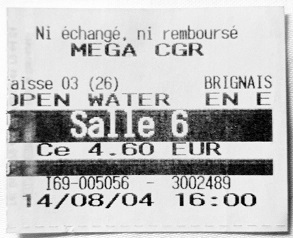 Ni échangé, ni remboursé
MEGA CGR
aisse 03 (26) BRIGNAIS
OPEN WATER EN E
Salle 6
Ce 4.60 EUR
I69-005056 - 3002489
14/08/04 16:00